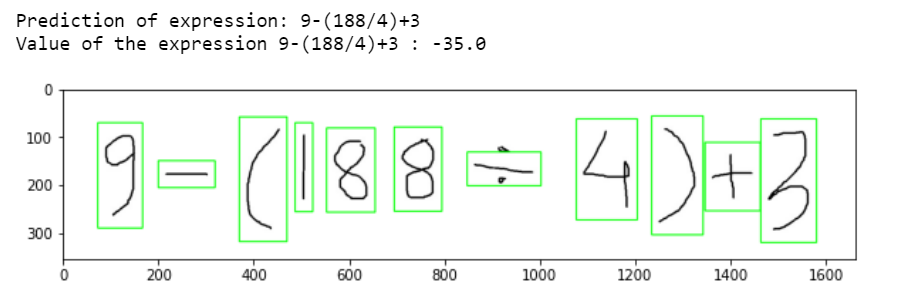 Prediction of expression: 9-(188/4)+3
Value of the expression 9-(188/4)+3 : -35.0
0
100
200
300
9-(188÷4)+3
0 200 400 600 800 1000 1200 1400 1600